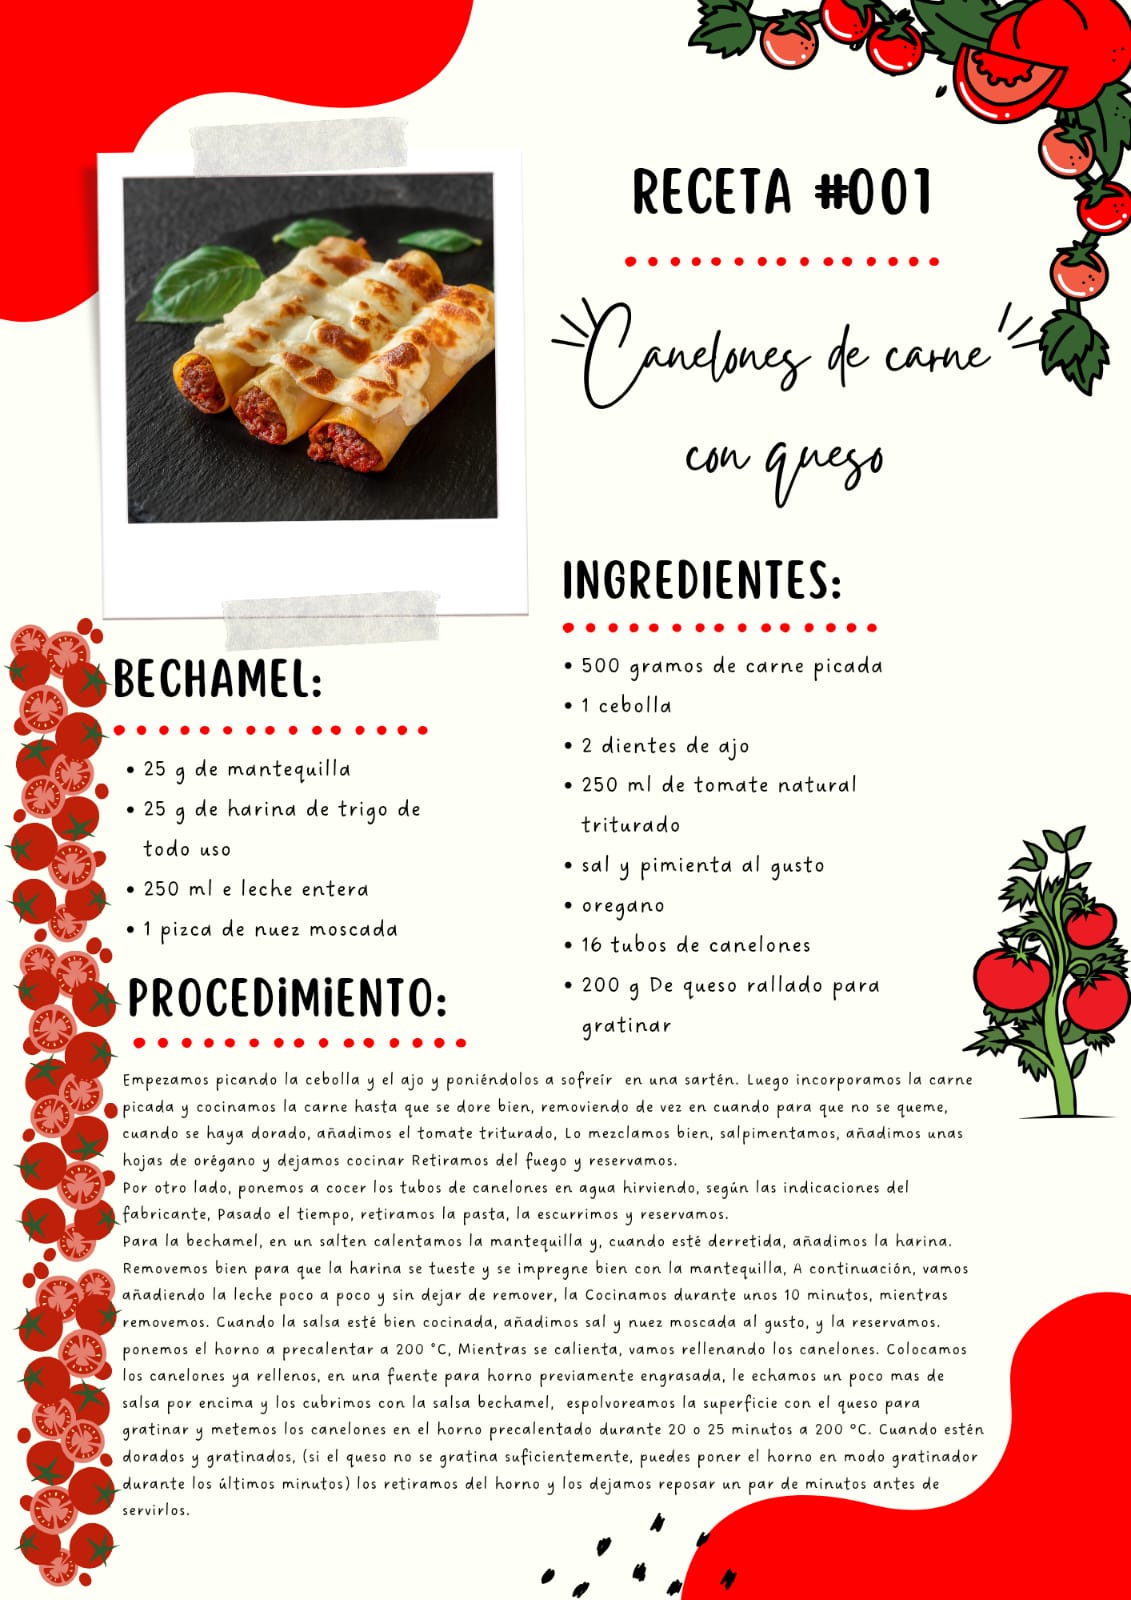 RECETA #001
Canelones de carne
con queso
INGREDIENTES:
• 500 gramos de carne picada
• 1 cebolla
• 2 dientes de ajo
• 250 ml de tomate natural
triturado
• sal y pimienta al gusto
• oregano
• 16 tubos de canelones
• 200 g De queso rallado para
gratinar
BECHAMEL:
• 25 g de mantequilla
• 25 g de harina de trigo de
todo uso
• 250 ml e leche entera
• 1 pizca de nuez moscada
PROCEDiMiENTO:
Empezamos picando la cebolla y el ajo y poniéndolos a sofreír en una sartén. Luego incorporamos la carne
picada y cocinamos la carne hasta que se dore bien, removiendo de vez en cuando para que no se queme,
cuando se haya dorado, añadimos el tomate triturado, Lo mezclamos bien, salpimentamos, añadimos unas
hojas de orégano y dejamos cocinar Retiramos del fuego y reservamos.
Por otro lado, ponemos a cocer los tubos de canelones en agua hirviendo, según las indicaciones del
fabricante, Pasado el tiempo, retiramos la pasta, la escurrimos y reservamos.
Para la bechamel, en un salten calentamos la mantequilla y, cuando esté derretida, añadimos la harina.
Removemos bien para que la harina se tueste y se impregne bien con la mantequilla, A continuación, vamos
añadiendo la leche poco a poco y sin dejar de remover, la Cocinamos durante unos 10 minutos, mientras
removemos. Cuando la salsa esté bien cocinada, añadimos sal y nuez moscada al gusto, y la reservamos.
ponemos el horno a precalentar a 200 °C, Mientras se calienta, vamos rellenando los canelones. Colocamos
los canelones ya rellenos, en una fuente para horno previamente engrasada, le echamos un poco mas de
salsa por encima y los cubrimos con la salsa bechamel, espolvoreamos la superficie con el queso para
gratinar y metemos los canelones en el horno precalentado durante 20 o 25 minutos a 200 ºC. Cuando estén
dorados y gratinados, (si el queso no se gratina suficientemente, puedes poner el horno en modo gratinador
durante los últimos minutos) los retiramos del horno y los dejamos reposar un par de minutos antes de
servirlos.